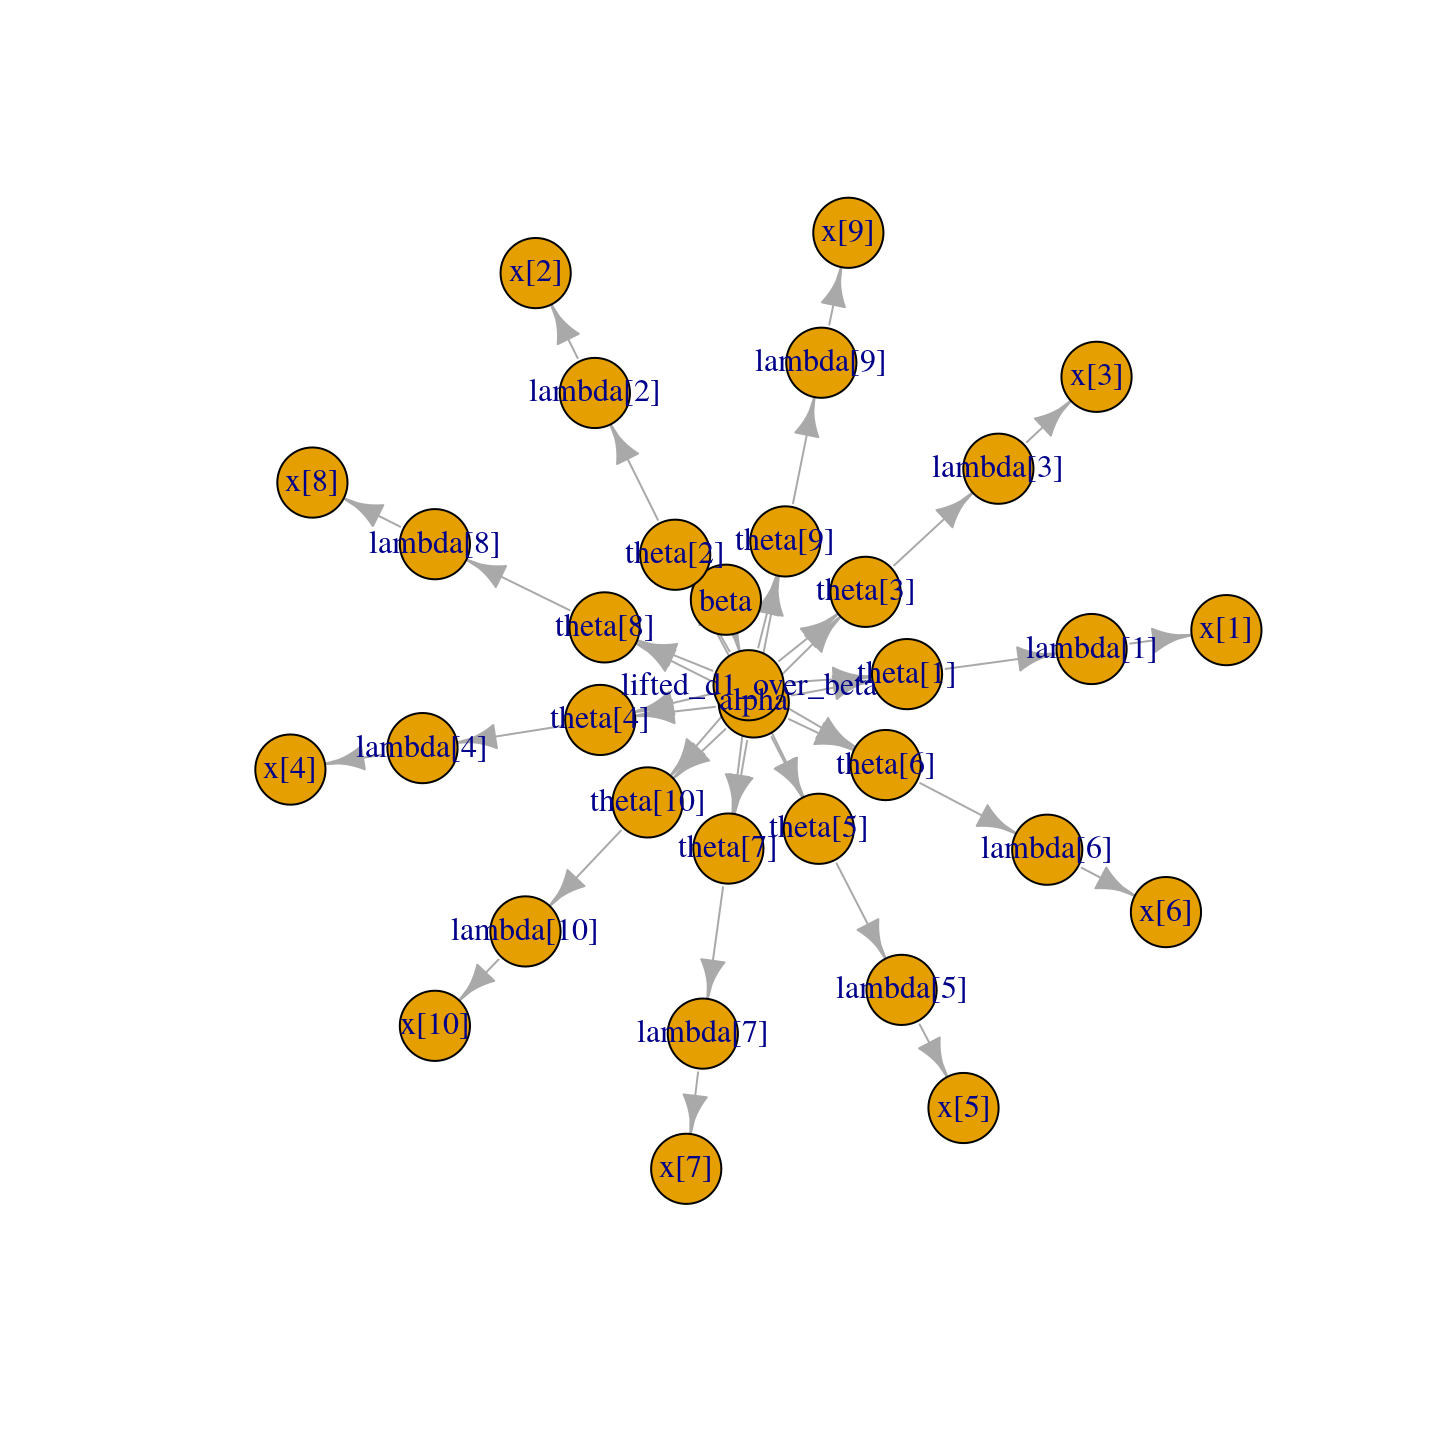 x[9]
x[2]
lambda[9]
x[3]
lambda[2]
lambda[3]
x[8]
lambda[8]
theta[9]
theta[2]
theta[3]
beta
theta[8]
x[1]
lambda[1]
theta[1]
lifted_d1_over_beta
alpha
theta[4]
lambda[4]
theta[6]
x[4]
theta[10]
theta[5]
theta[7]
lambda[6]
x[6]
lambda[10]
lambda[5]
x[10]
lambda[7]
x[5]
x[7]